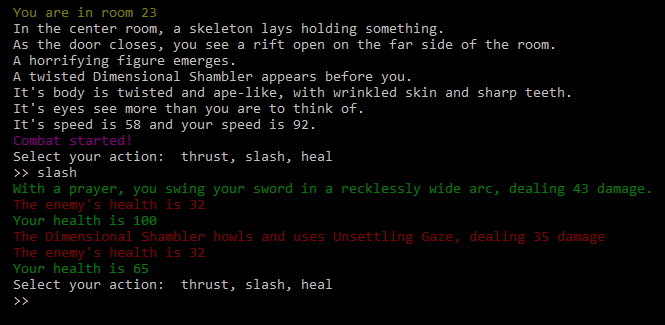 You are in room 23
In the center room, a skeleton lays holding something.
As the door closes, you see a rift open on the far side of the room.
A horrifying figure emerges.
A twisted Dimensional Shambler appears before you.
It's body is twisted and ape-like, with wrinkled skin and sharp teeth.
It's eyes see more than you are to think of.
It's speed is 58 and your speed is 92.
Combat started!
Select your action:  thrust, slash, heal
>> slash
With a prayer, you swing your sword in a recklessly wide arc, dealing 43 damage.
The enemy's health is 32
Your health is 100
The Dimensional Shambler howls and uses Unsettling Gaze, dealing 35 damage
The enemy's health is 32
Your health is 65
Select your action:  thrust, slash, heal
>>